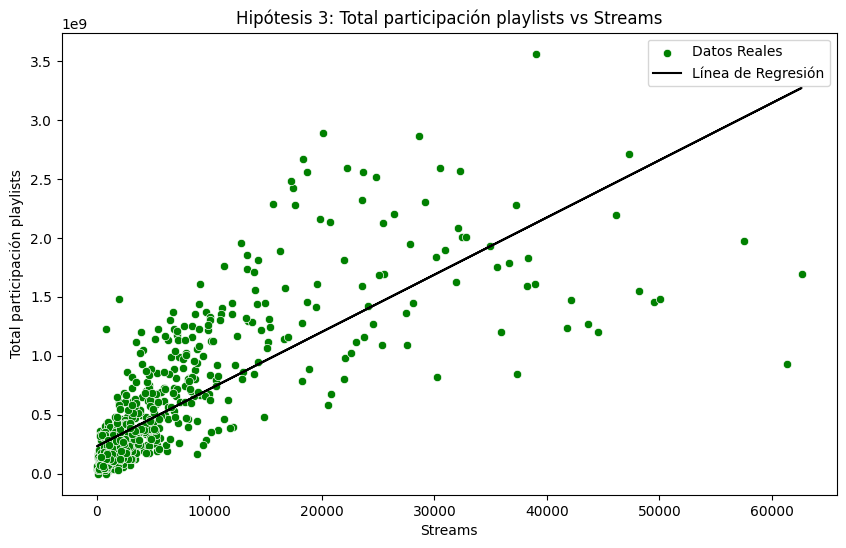 Hipótesis 3: Total participación playlists vs Streams
1e9
Datos Reales
Línea de Regresión
3.5
3.0
2.5
2.0
1.5
1.0
0.5
0.0
Total participación playlists
0 10000 20000 30000 40000 50000 60000
Streams